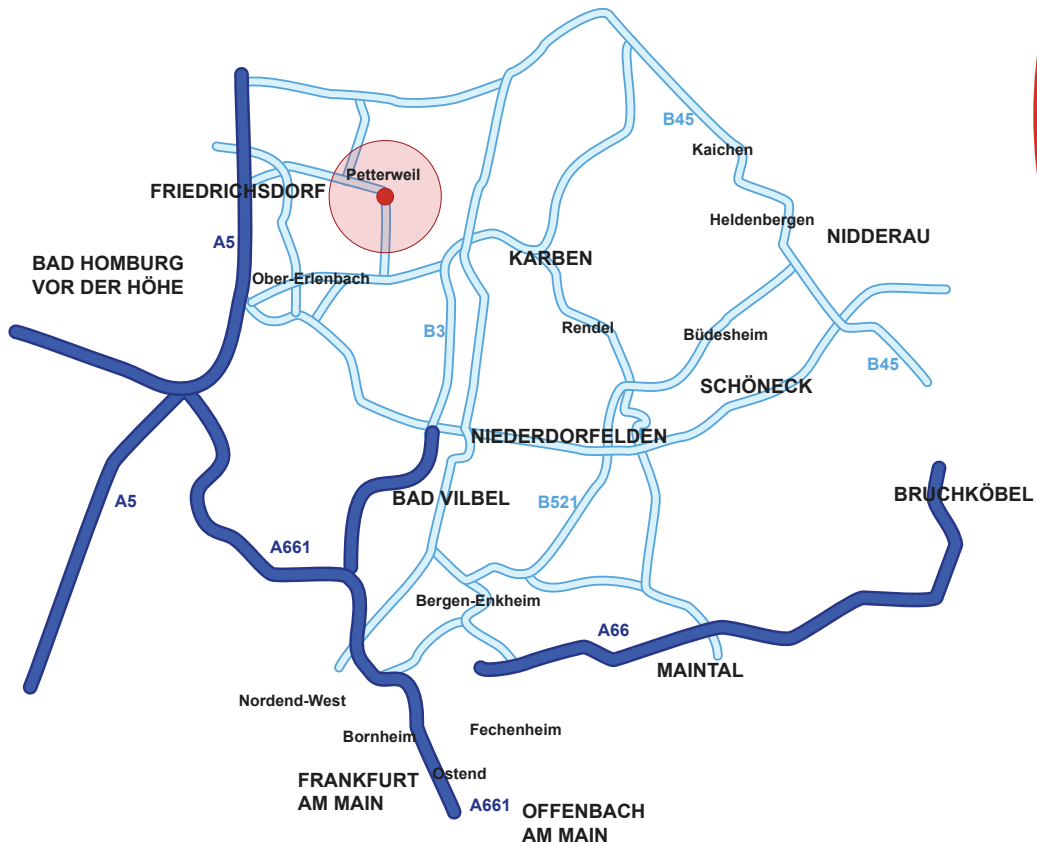 B45
Kaichen
Petterweil
FRIEDRICHSDORF
Heldenbergen
NIDDERAU
A5
KARBEN
BAD HOMBURG
VOR DER HÖHE
Ober-Erlenbach
B3
Rendel
Büdesheim
B45
SCHÖNECK
NIEDERDORFELDEN
A5
BAD VILBEL
B521
BRUCHKÖBEL
A661
Bergen-Enkheim
A66
MAINTAL
Nordend-West
Bornheim
Fechenheim
FRANKFURT
AM MAIN
Ostend
A661
OFFENBACH
AM MAIN